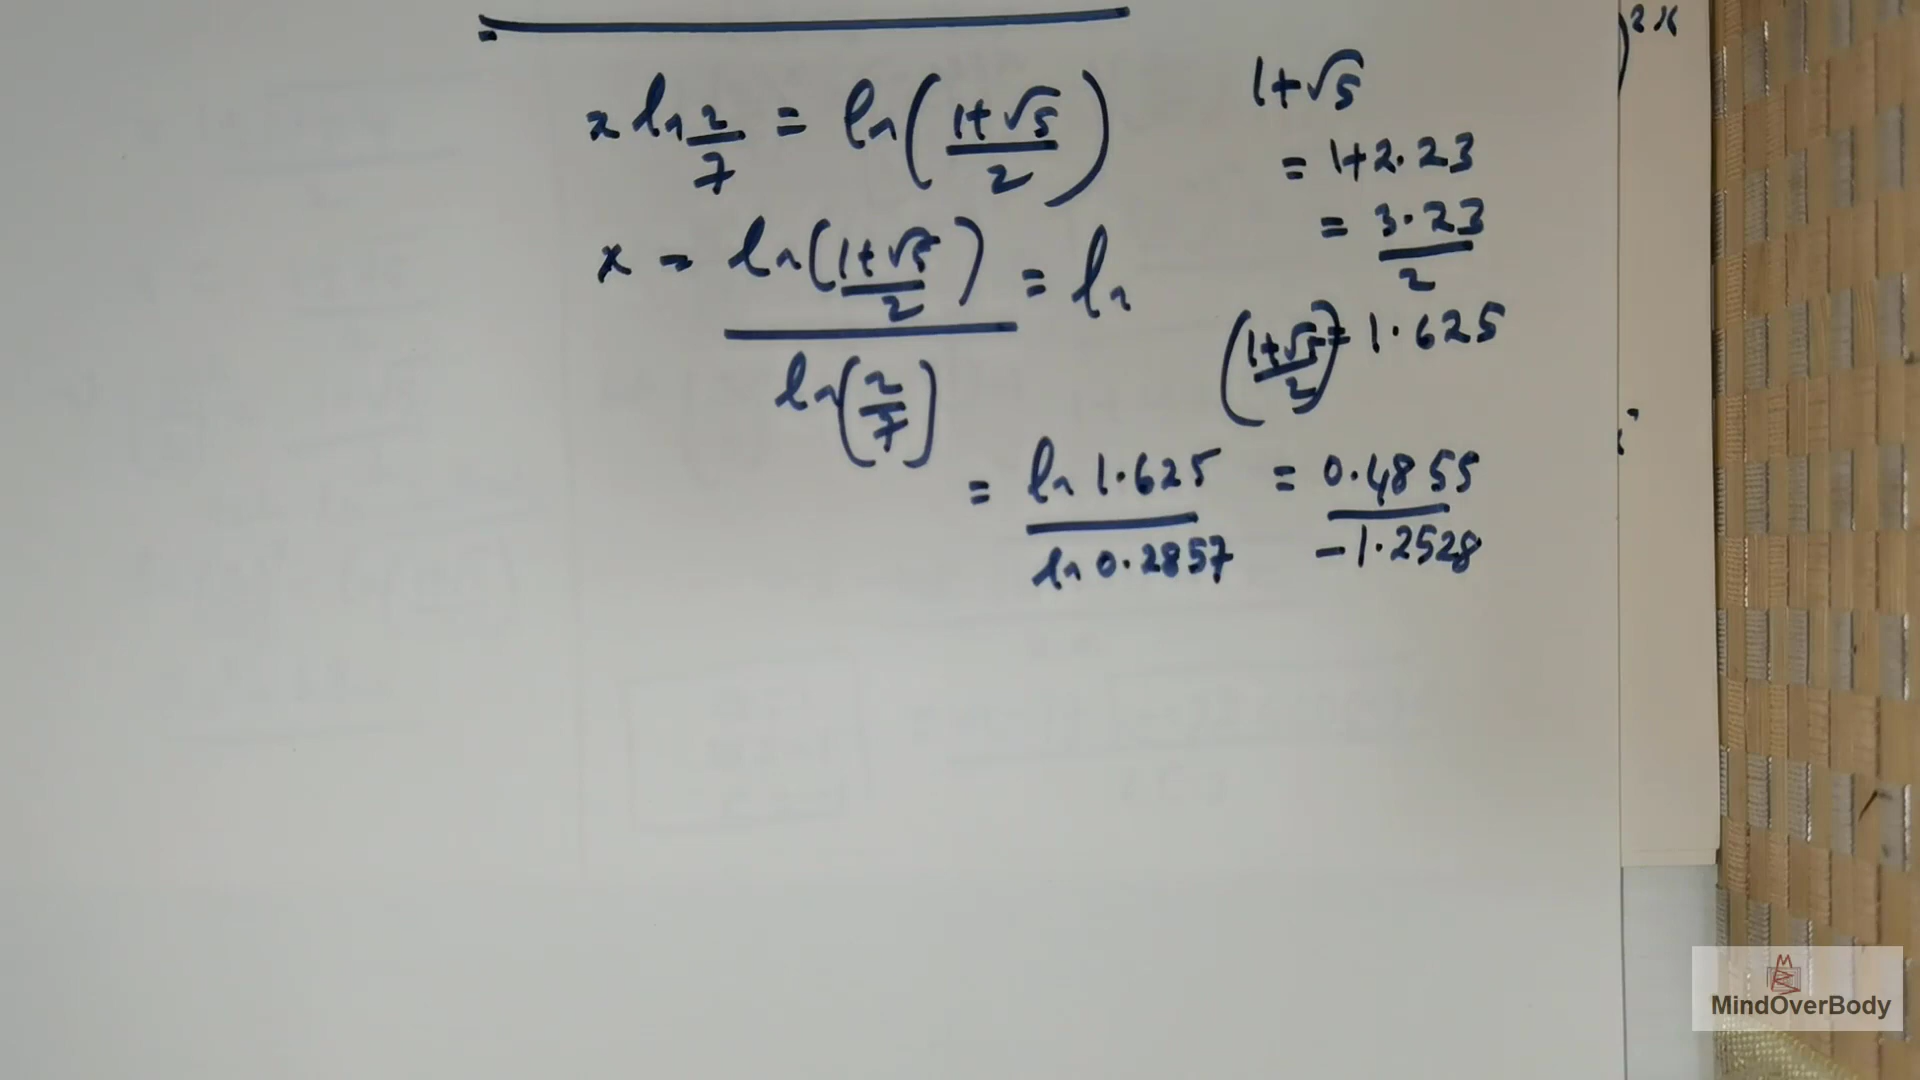 x ln 2/7 = ln((1+√5)/2)
x = ln((1+√5)/2) / ln(2/7) = ln
= ln 1.625 / ln 0.2857 = 0.4855 / -1.2528
1+√5
= 1+2.23
= 3.23/2
((1+√5)/2) = 1.625
MindOverBody